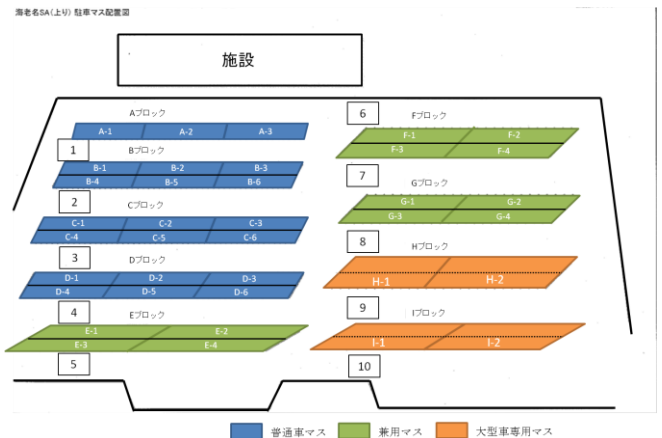 海老名SA(上り) 駐車マス配置図
施設
Aブロック
A-1 A-2 A-3
1
Bブロック
B-1 B-2 B-3
B-4 B-5 B-6
2
Cブロック
C-1 C-2 C-3
C-4 C-5 C-6
3
Dブロック
D-1 D-2 D-3
D-4 D-5 D-6
4
Eブロック
E-1 E-2
E-3 E-4
5
6
Fブロック
F-1 F-2
F-3 F-4
7
Gブロック
G-1 G-2
G-3 G-4
8
Hブロック
H-1 H-2
9
Iブロック
I-1 I-2
10
普通車マス 兼用マス 大型車専用マス